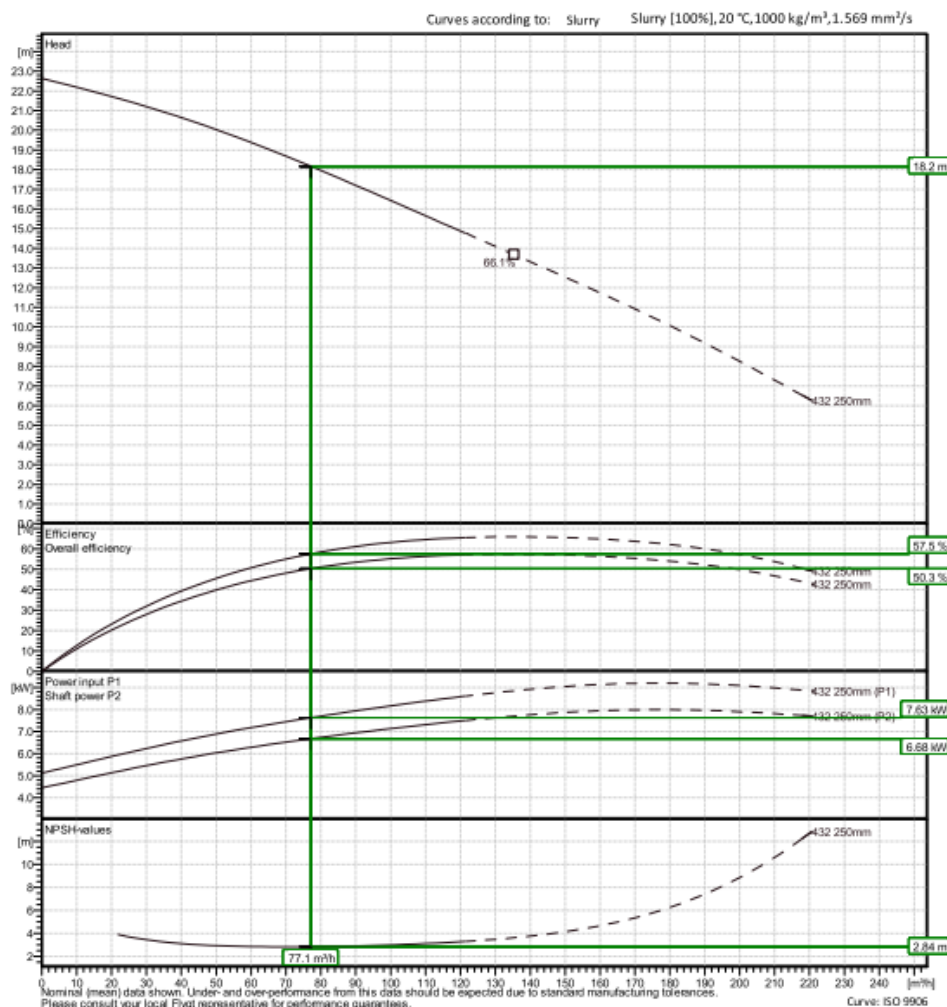 Curves according to: Slurry Slurry [100%],20 °C,1000 kg/m³,1.569 mm²/s
Head
[m]
23.0
22.0
21.0
20.0
19.0
18.0
17.0
16.0
15.0
14.0
13.0
12.0
11.0
10.0
9.0
8.0
7.0
6.0
5.0
4.0
3.0
2.0
1.0
0.0
18.2 m
66.1%
432 250mm
[%]
Efficiency
Overall efficiency
60
50
40
30
20
10
0
57.5 %
432 250mm
50.3 %
432 250mm
Power input P1
Shaft power P2
[kW]
8.0
7.0
6.0
5.0
4.0
432 250mm (P1)
7.63 kW
432 250mm (P2)
6.68 kW
NPSH-values
[m]
10
8
6
4
2
432 250mm
2.84 m
77.1 m³/h
0 10 20 30 40 50 60 70 80 90 100 110 120 130 140 150 160 170 180 190 200 210 220 230 240 [m³/h]
Nominal (mean) data shown. Under- and over-performance from this data should be expected due to standard manufacturing tolerances.
Please consult your local Flygt representative for performance guarantees.
Curve: ISO 9906